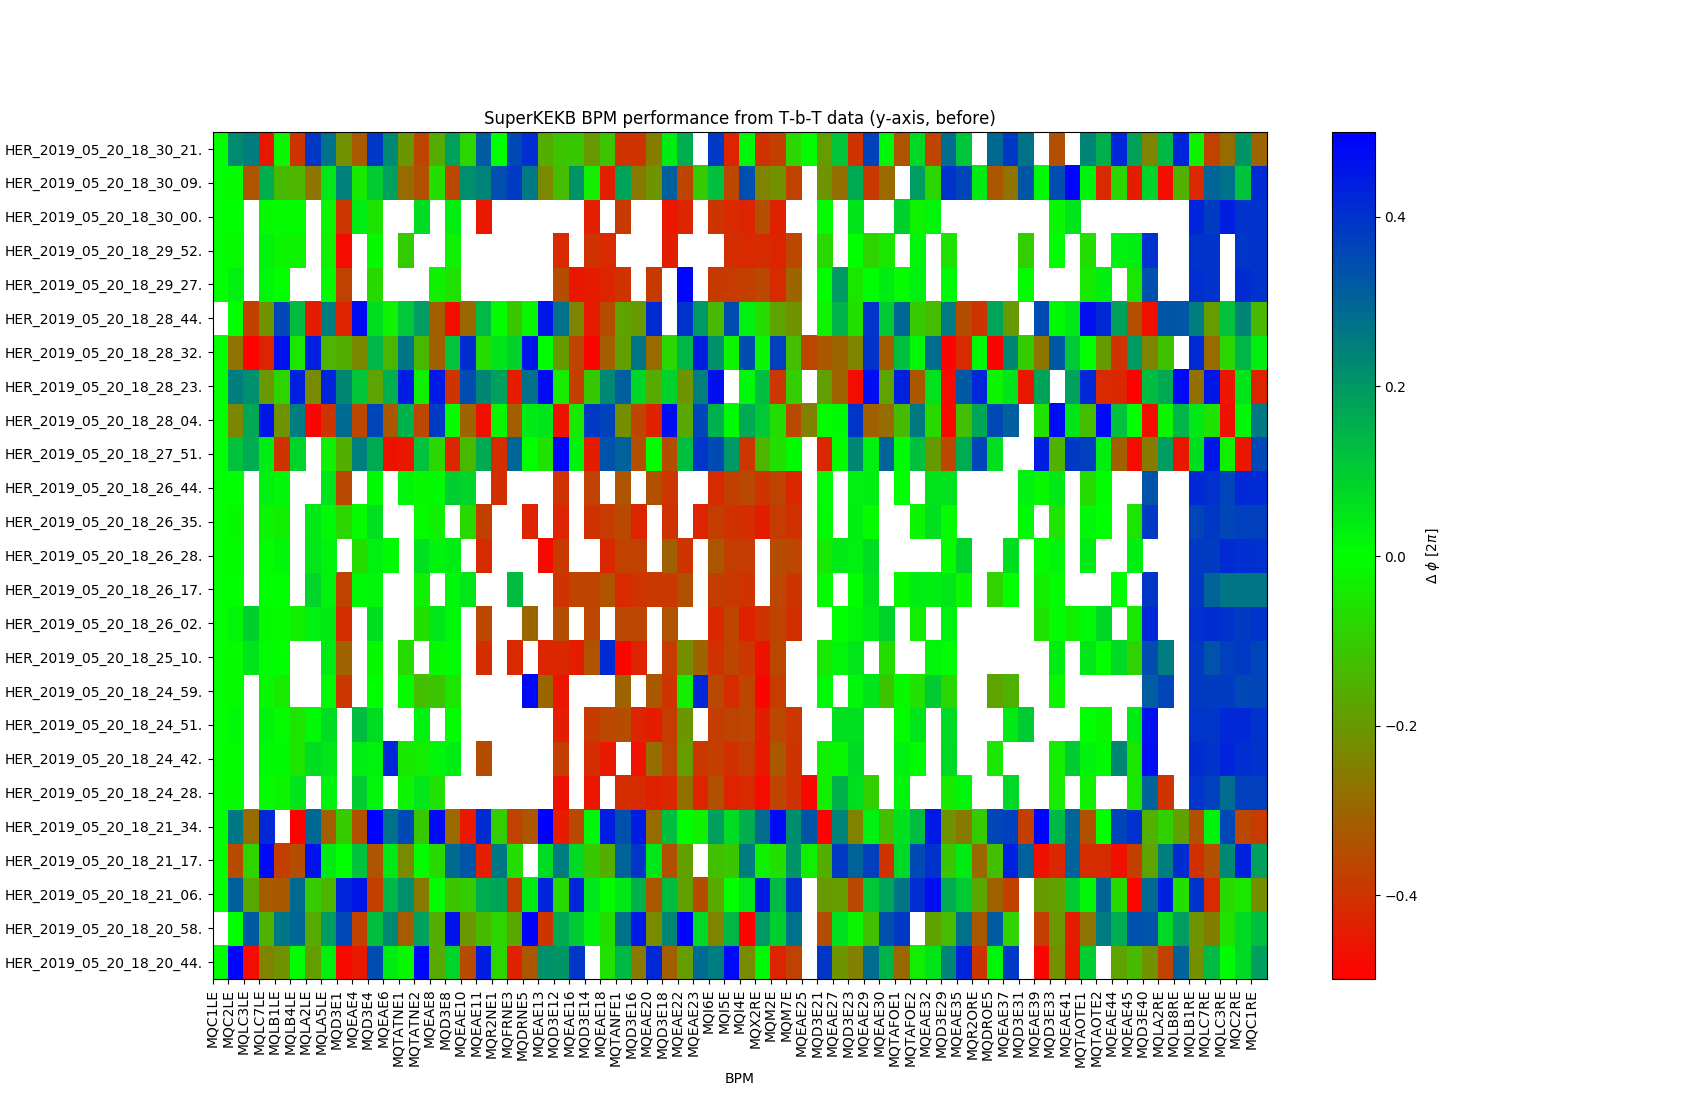 SuperKEKB BPM performance from T-b-T data (y-axis, before)
HER_2019_05_20_18_30_21.
HER_2019_05_20_18_30_09.
HER_2019_05_20_18_30_00.
HER_2019_05_20_18_29_52.
HER_2019_05_20_18_29_27.
HER_2019_05_20_18_28_44.
HER_2019_05_20_18_28_32.
HER_2019_05_20_18_28_23.
HER_2019_05_20_18_28_04.
HER_2019_05_20_18_27_51.
HER_2019_05_20_18_26_44.
HER_2019_05_20_18_26_35.
HER_2019_05_20_18_26_28.
HER_2019_05_20_18_26_17.
HER_2019_05_20_18_26_02.
HER_2019_05_20_18_25_10.
HER_2019_05_20_18_24_59.
HER_2019_05_20_18_24_51.
HER_2019_05_20_18_24_42.
HER_2019_05_20_18_24_28.
HER_2019_05_20_18_21_34.
HER_2019_05_20_18_21_17.
HER_2019_05_20_18_21_06.
HER_2019_05_20_18_20_58.
HER_2019_05_20_18_20_44.
MQC1LE
MQC2LE
MQLC3LE
MQLC7LE
MQLB1LE
MQLB4LE
MQLA2LE
MQLA5LE
MQD3E1
MQEAE4
MQD3E4
MQEAE6
MQTATNE1
MQTATNE2
MQEAE8
MQD3E8
MQEAE10
MQEAE11
MQR2NE1
MQFRNE3
MQDRNE5
MQEAE13
MQD3E12
MQEAE16
MQD3E14
MQEAE18
MQTANFE1
MQD3E16
MQEAE20
MQD3E18
MQEAE22
MQEAE23
MQI6E
MQI5E
MQI4E
MQX2RE
MQM2E
MQM7E
MQEAE25
MQD3E21
MQEAE27
MQD3E23
MQEAE29
MQEAE30
MQTAFOE1
MQTAFOE2
MQEAE32
MQD3E29
MQEAE35
MQR2ORE
MQDROE5
MQEAE37
MQD3E31
MQEAE39
MQD3E33
MQEAE41
MQTAOTE1
MQTAOTE2
MQEAE44
MQEAE45
MQD3E40
MQLA2RE
MQLB8RE
MQLB1RE
MQLC7RE
MQLC3RE
MQC2RE
MQC1RE
BPM
0.4
0.2
0.0
−0.2
−0.4
Δ ϕ [2π]